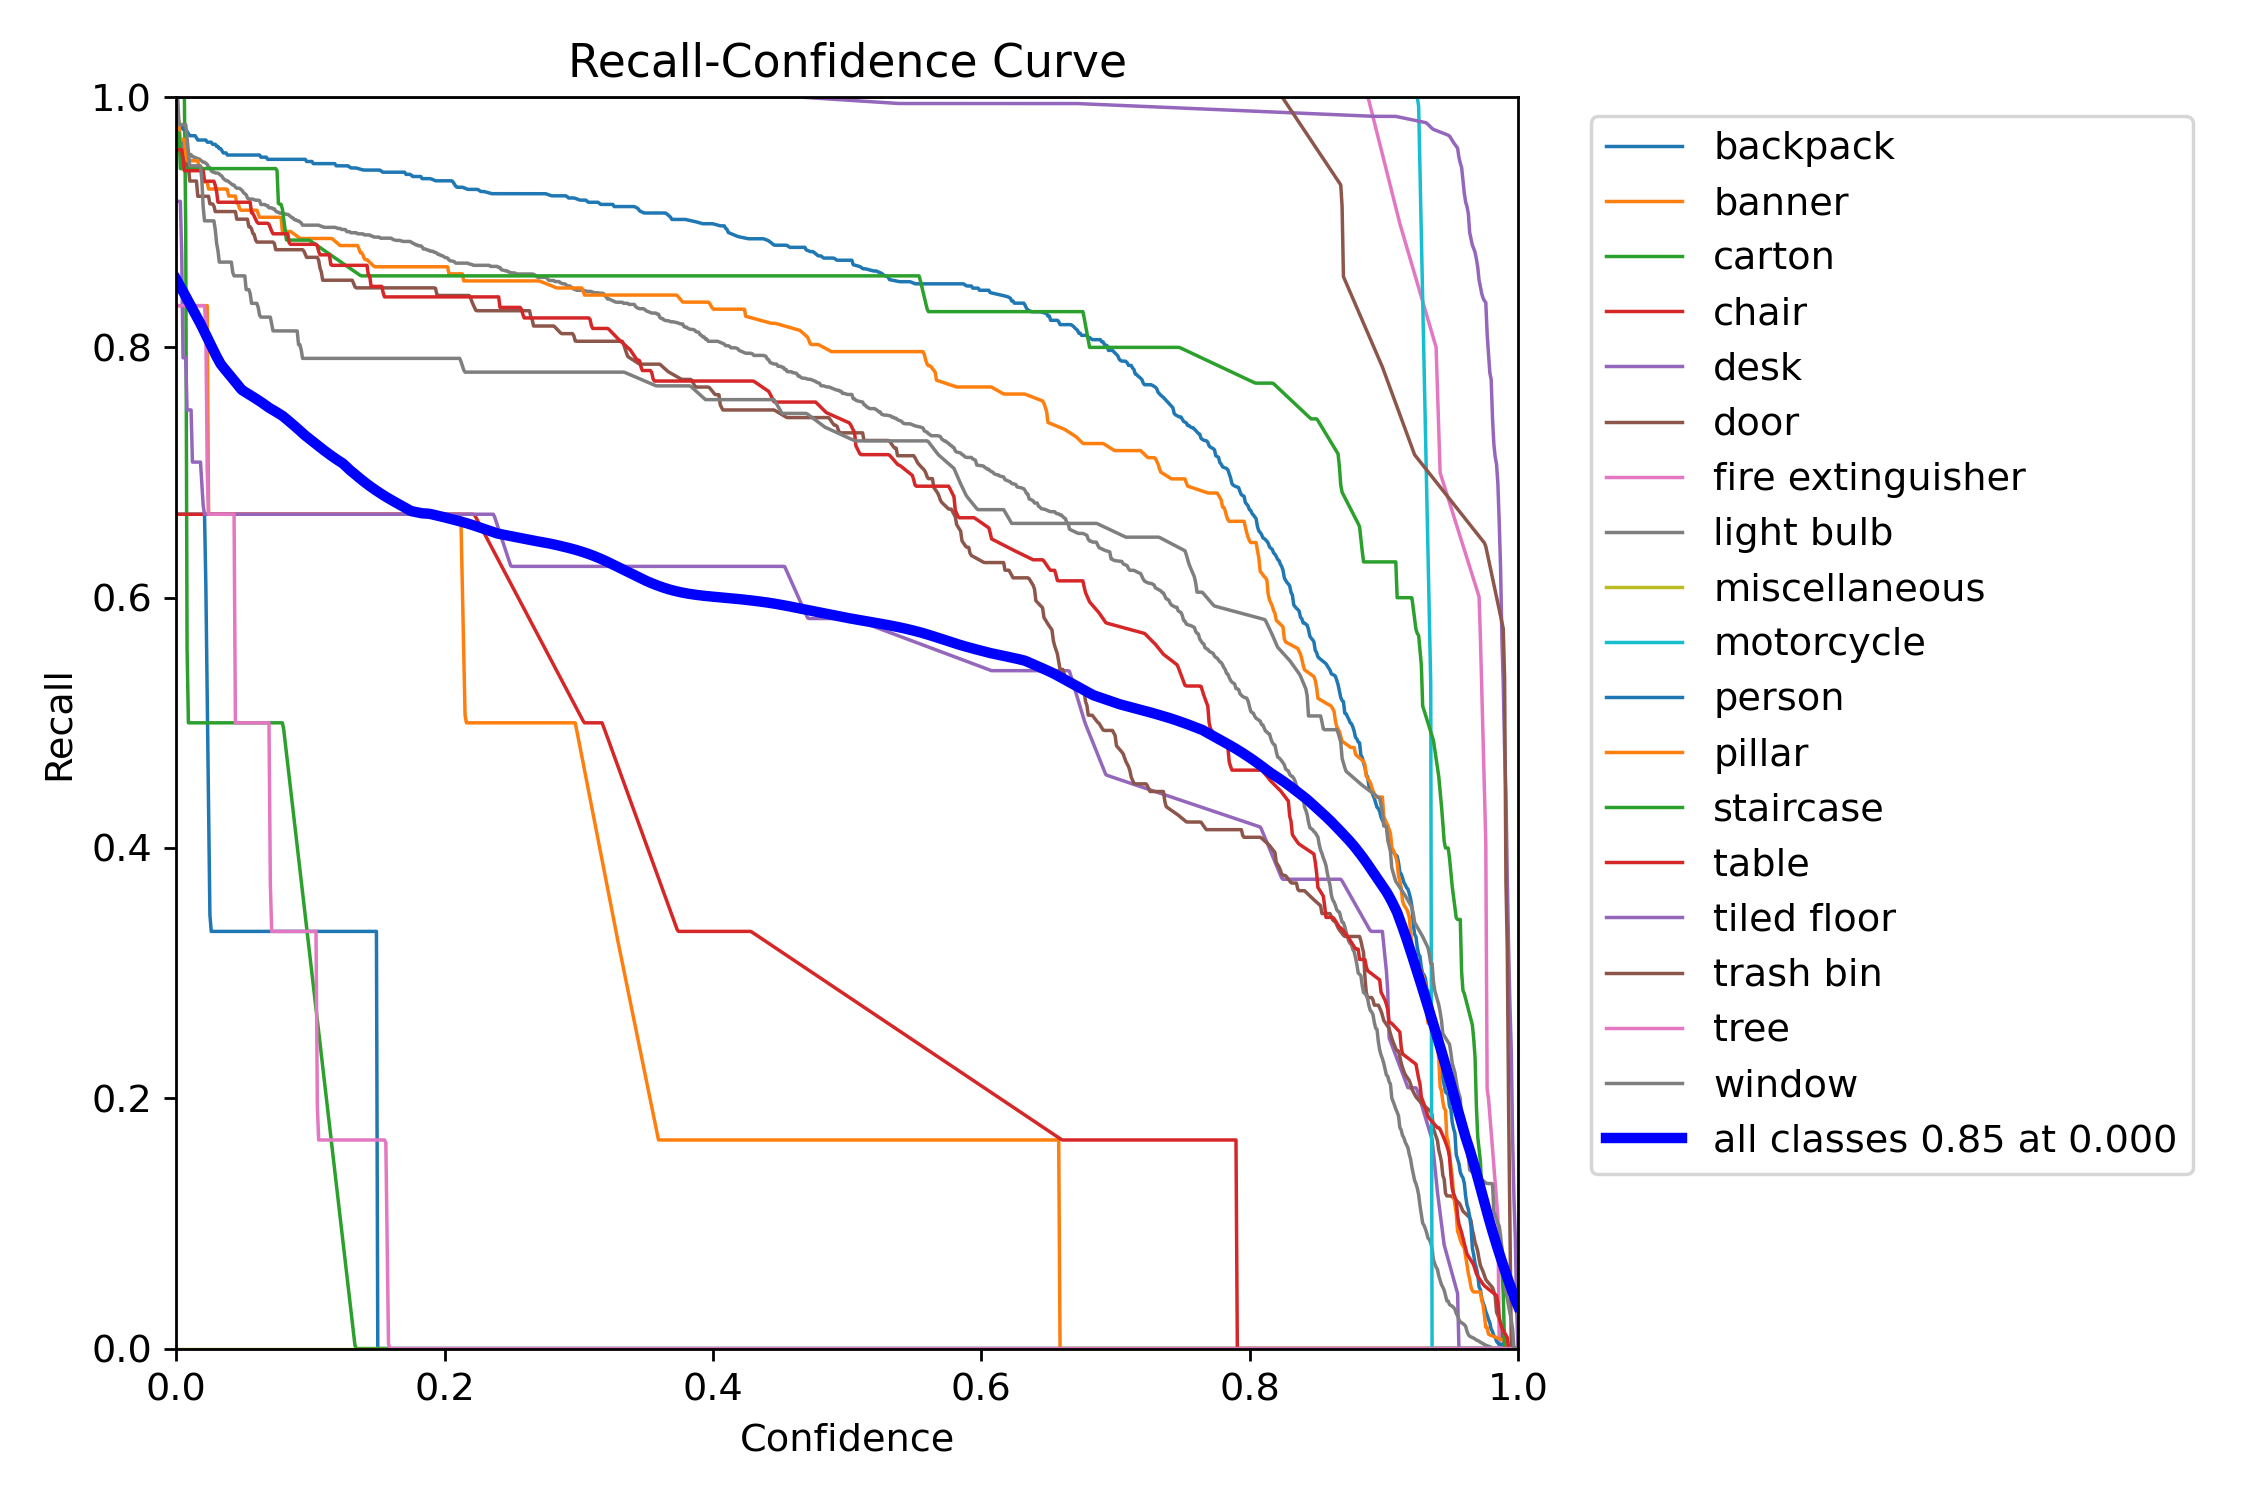 Recall-Confidence Curve
1.0
0.8
0.6
0.4
0.2
0.0
Recall
0.0 0.2 0.4 0.6 0.8 1.0
Confidence
backpack
banner
carton
chair
desk
door
fire extinguisher
light bulb
miscellaneous
motorcycle
person
pillar
staircase
table
tiled floor
trash bin
tree
window
all classes 0.85 at 0.000